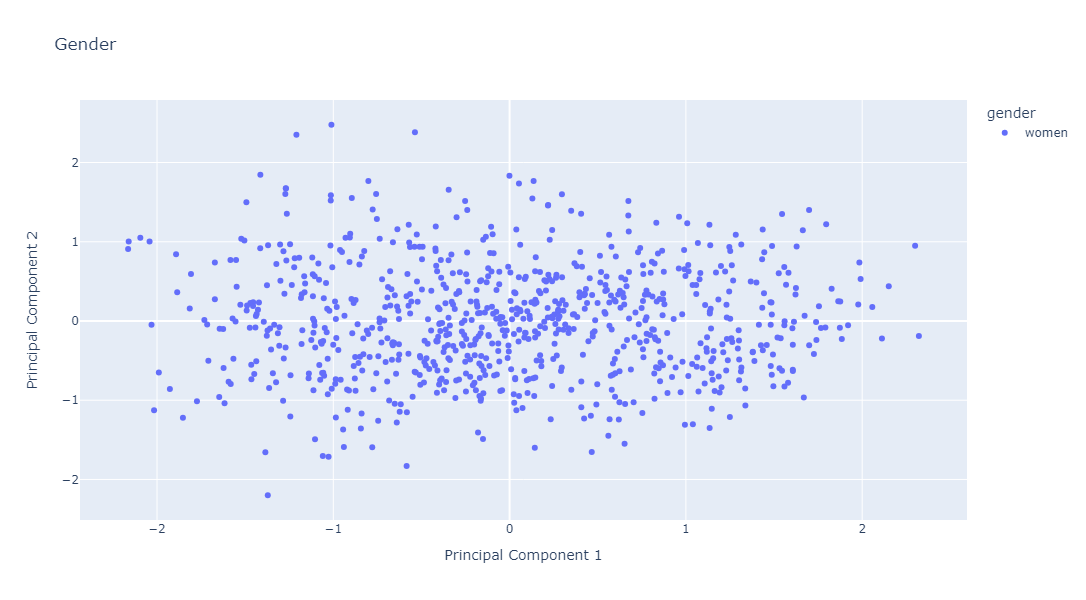 Gender
gender
women
Principal Component 2
2
1
0
−1
−2
−2
−1
0
1
2
Principal Component 1